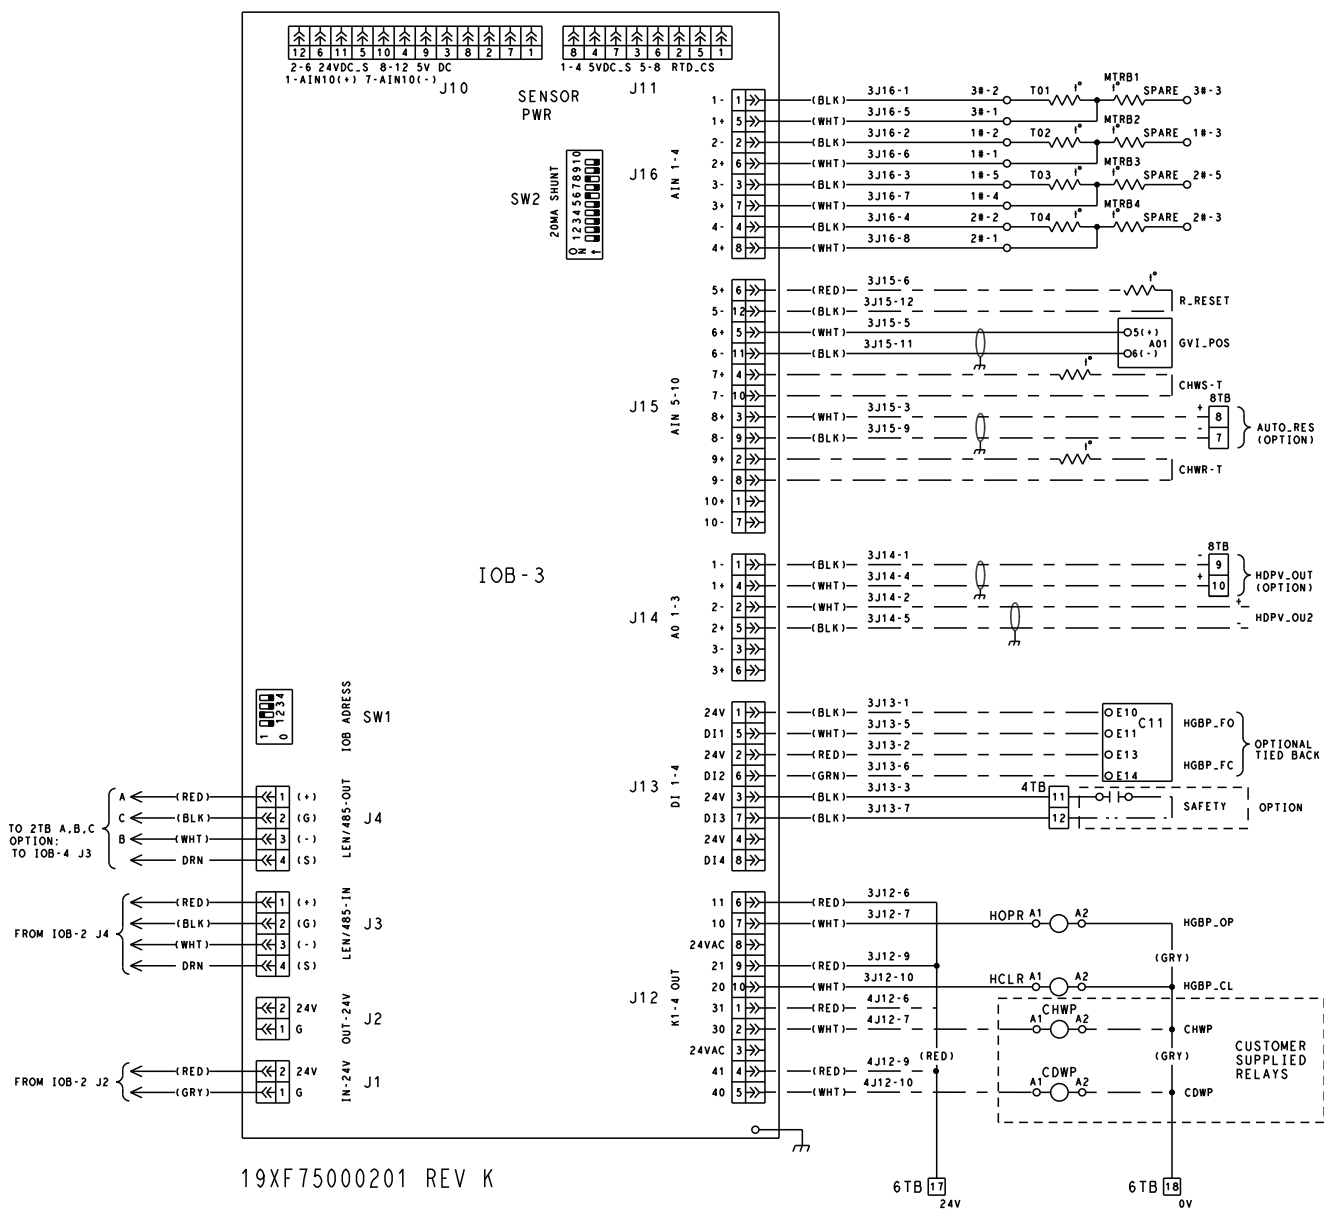 12 6 11 5 10 4 9 3 8 2 7 1
8 4 7 3 6 2 5 1
2-6 24VDC_S 8-12 5V DC
1-AIN10(+) 7-AIN10(-)
J10
1-4 5VDC_S 5-8 RTD_CS
J11
SENSOR
PWR
SW2
20MA SHUNT
O
N
12345678910
J16
AIN 1-4
1- 1 (BLK) 3J16-1 3#-2 T01 t° MTRB1 t° SPARE 3#-3
1+ 5 (WHT) 3J16-5 3#-1
2- 2 (BLK) 3J16-2 1#-2 T02 t° MTRB2 t° SPARE 1#-3
2+ 6 (WHT) 3J16-6 1#-1
3- 3 (BLK) 3J16-3 1#-5 T03 t° MTRB3 t° SPARE 2#-5
3+ 7 (WHT) 3J16-7 1#-4
4- 4 (BLK) 3J16-4 2#-2 T04 t° MTRB4 t° SPARE 2#-3
4+ 8 (WHT) 3J16-8 2#-1
J15
AIN 5-10
5+ 6 (RED) 3J15-6 t°
R_RESET
5- 12 (BLK) 3J15-12
6+ 5 (WHT) 3J15-5 5(+)
A01 GVI_POS
6- 11 (BLK) 3J15-11 6(-)
7+ 4 t°
CHWS-T
7- 10
8TB
8+ 3 (WHT) 3J15-3 + 8
AUTO_RES
(OPTION)
8- 9 (BLK) 3J15-9 - 7
9+ 2 t°
CHWR-T
9- 8
10+ 1
10- 7
IOB-3
J14
AO 1-3
8TB
1- 1 (BLK) 3J14-1 - 9
HDPV_OUT
(OPTION)
1+ 4 (WHT) 3J14-4 + 10
2- 2 (WHT) 3J14-2 +
HDPV_OU2
2+ 5 (BLK) 3J14-5 -
3- 3
3+ 6
SW1
IOB ADRESS
1234
1 0
J13
DI 1-4
24V 1 (BLK) 3J13-1 E10
C11 HGBP_FO
DI1 5 (WHT) 3J13-5 E11
OPTIONAL
TIED BACK
24V 2 (RED) 3J13-2 E13
HGBP_FC
DI2 6 (GRN) 3J13-6 E14
24V 3 (BLK) 3J13-3 4TB 11
SAFETY OPTION
DI3 7 (BLK) 3J13-7 12
24V 4
DI4 8
A (RED) 1 (+)
C (BLK) 2 (G)
B (WHT) 3 (-)
DRN 4 (S)
TO 2TB A,B,C
OPTION:
TO IOB-4 J3
LEN/485-OUT
J4
(RED) 1 (+)
(BLK) 2 (G)
(WHT) 3 (-)
DRN 4 (S)
FROM IOB-2 J4
LEN/485-IN
J3
2 24V
1 G
OUT-24V
J2
(RED) 2 24V
(GRY) 1 G
FROM IOB-2 J2
IN-24V
J1
J12
K1-4 OUT
11 6 (RED) 3J12-6
10 7 (WHT) 3J12-7 HOPR A1 A2 HGBP_OP
24VAC 8
(GRY)
21 9 (RED) 3J12-9
20 10 (WHT) 3J12-10 HCLR A1 A2 HGBP_CL
31 1 (RED) 4J12-6
CHWP
30 2 (WHT) 4J12-7 A1 A2 CHWP
24VAC 3
(RED) (GRY)
CUSTOMER
SUPPLIED
RELAYS
41 4 (RED) 4J12-9
CDWP
40 5 (WHT) 4J12-10 A1 A2 CDWP
19XF75000201 REV K
6TB 17
24V
6TB 18
0V